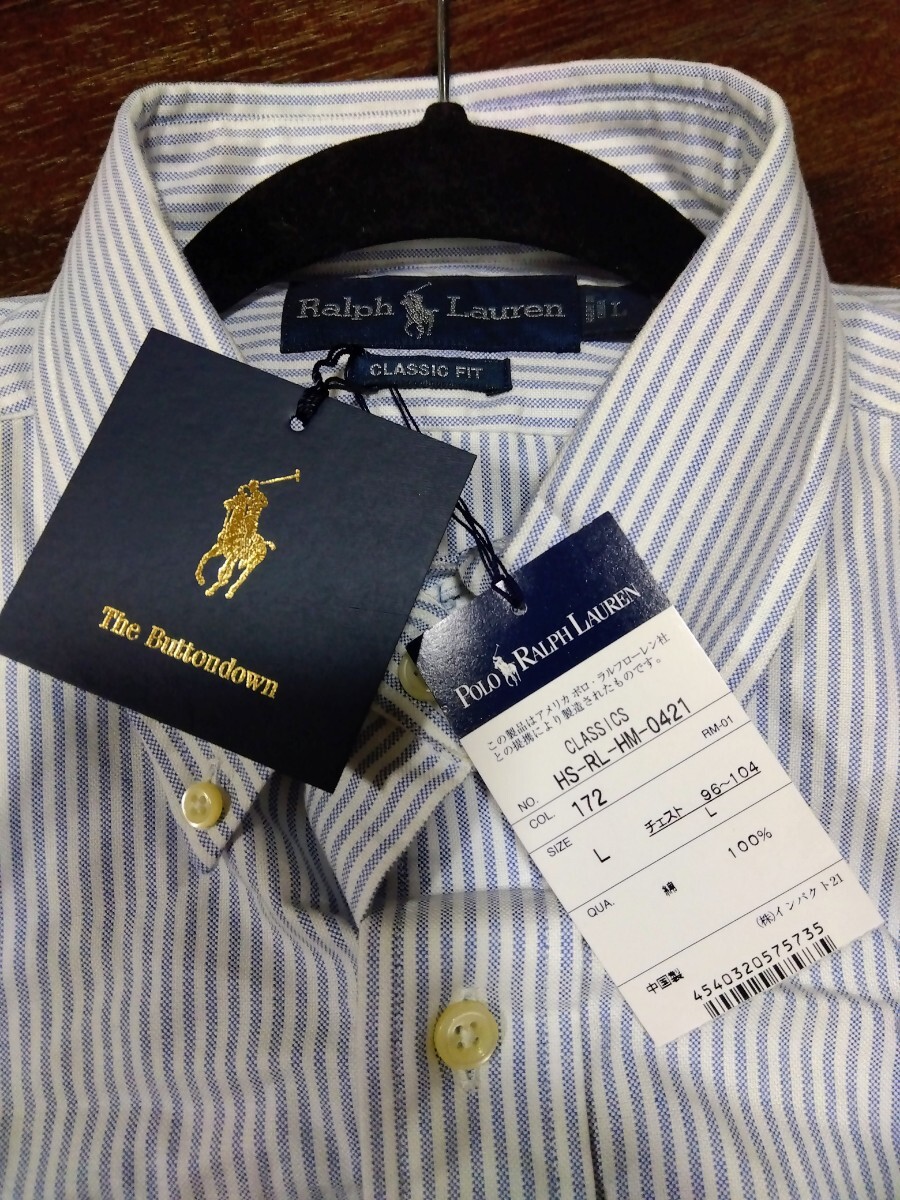 Ralph Lauren
L
CLASSIC FIT
The Buttondown
POLO RALPH LAUREN
この製品はアメリカ ポロ・ラルフローレン社
との提携により製造されたものです。
CLASSICS
NO. HS-RL-HM-0421
COL. 172 RM-01
SIZE L チェスト 96~104
L
QUA. 綿 100%
(株)インパクト21
中国製
4540320575735